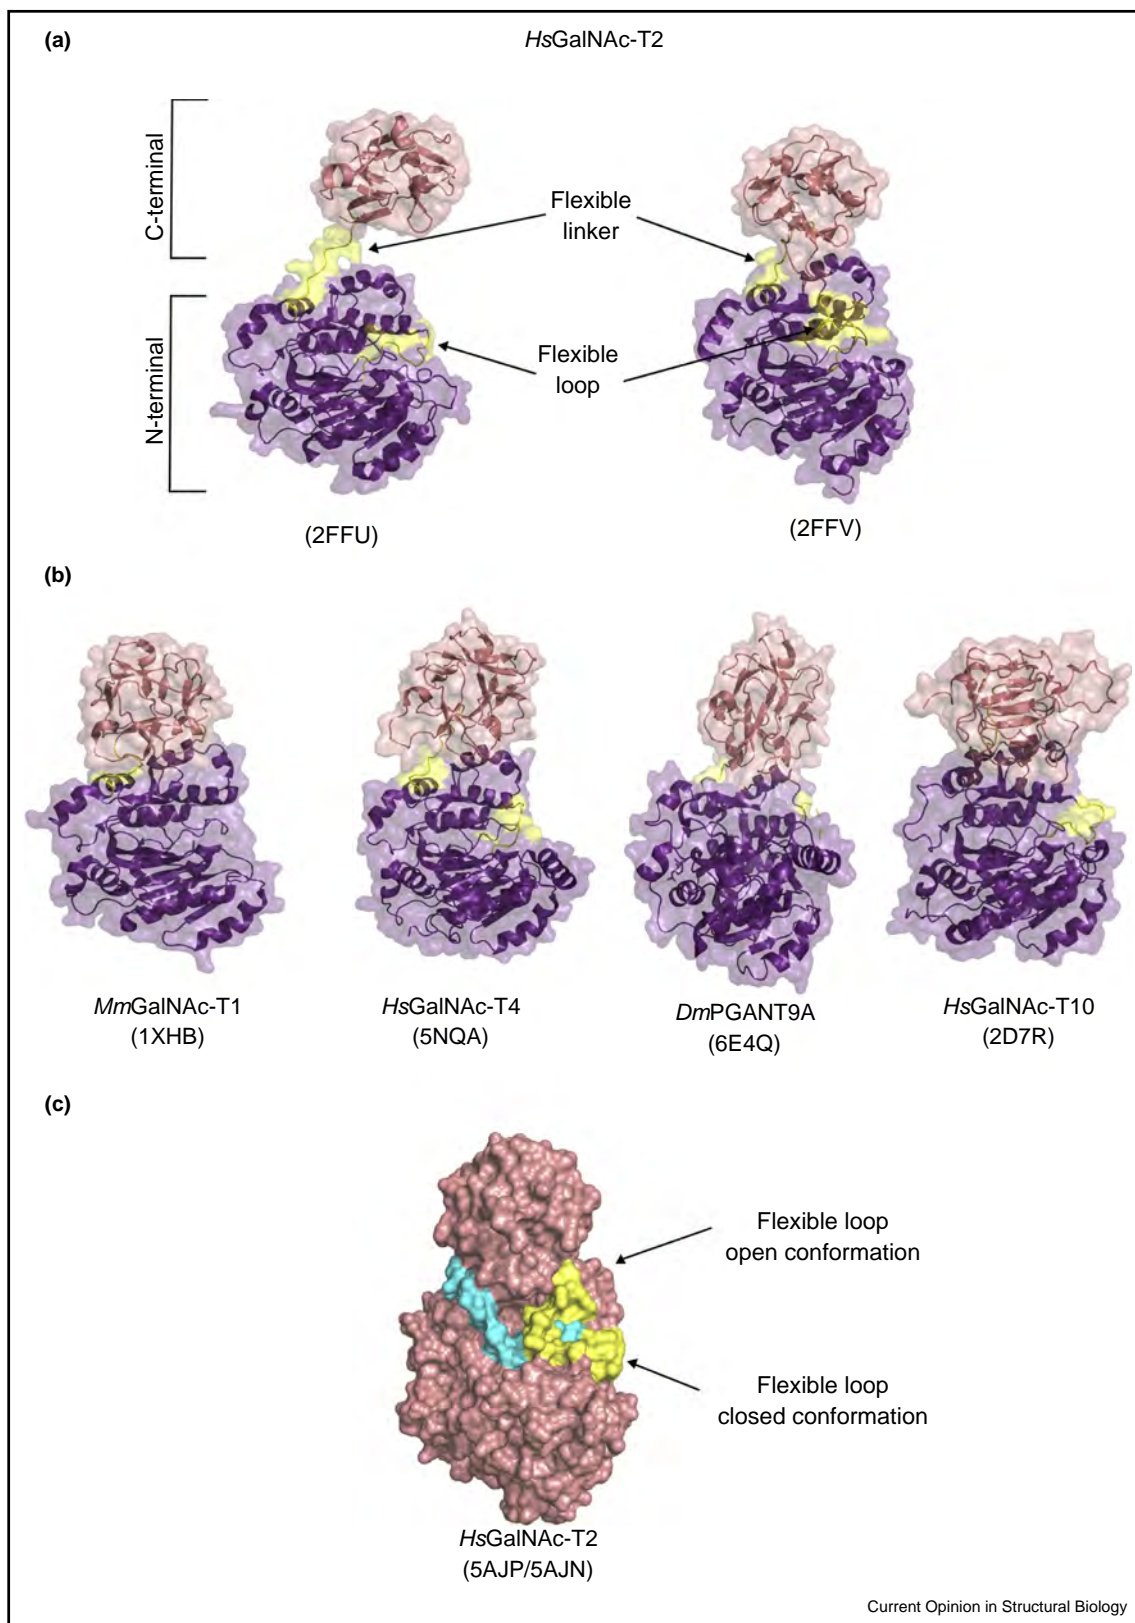 (a)
HsGalNAc-T2
C-terminal
N-terminal
Flexible
linker
Flexible
loop
(2FFU)
(2FFV)
(b)
MmGalNAc-T1
(1XHB)
HsGalNAc-T4
(5NQA)
DmPGANT9A
(6E4Q)
HsGalNAc-T10
(2D7R)
(c)
Flexible loop
open conformation
Flexible loop
closed conformation
HsGalNAc-T2
(5AJP/5AJN)
Current Opinion in Structural Biology